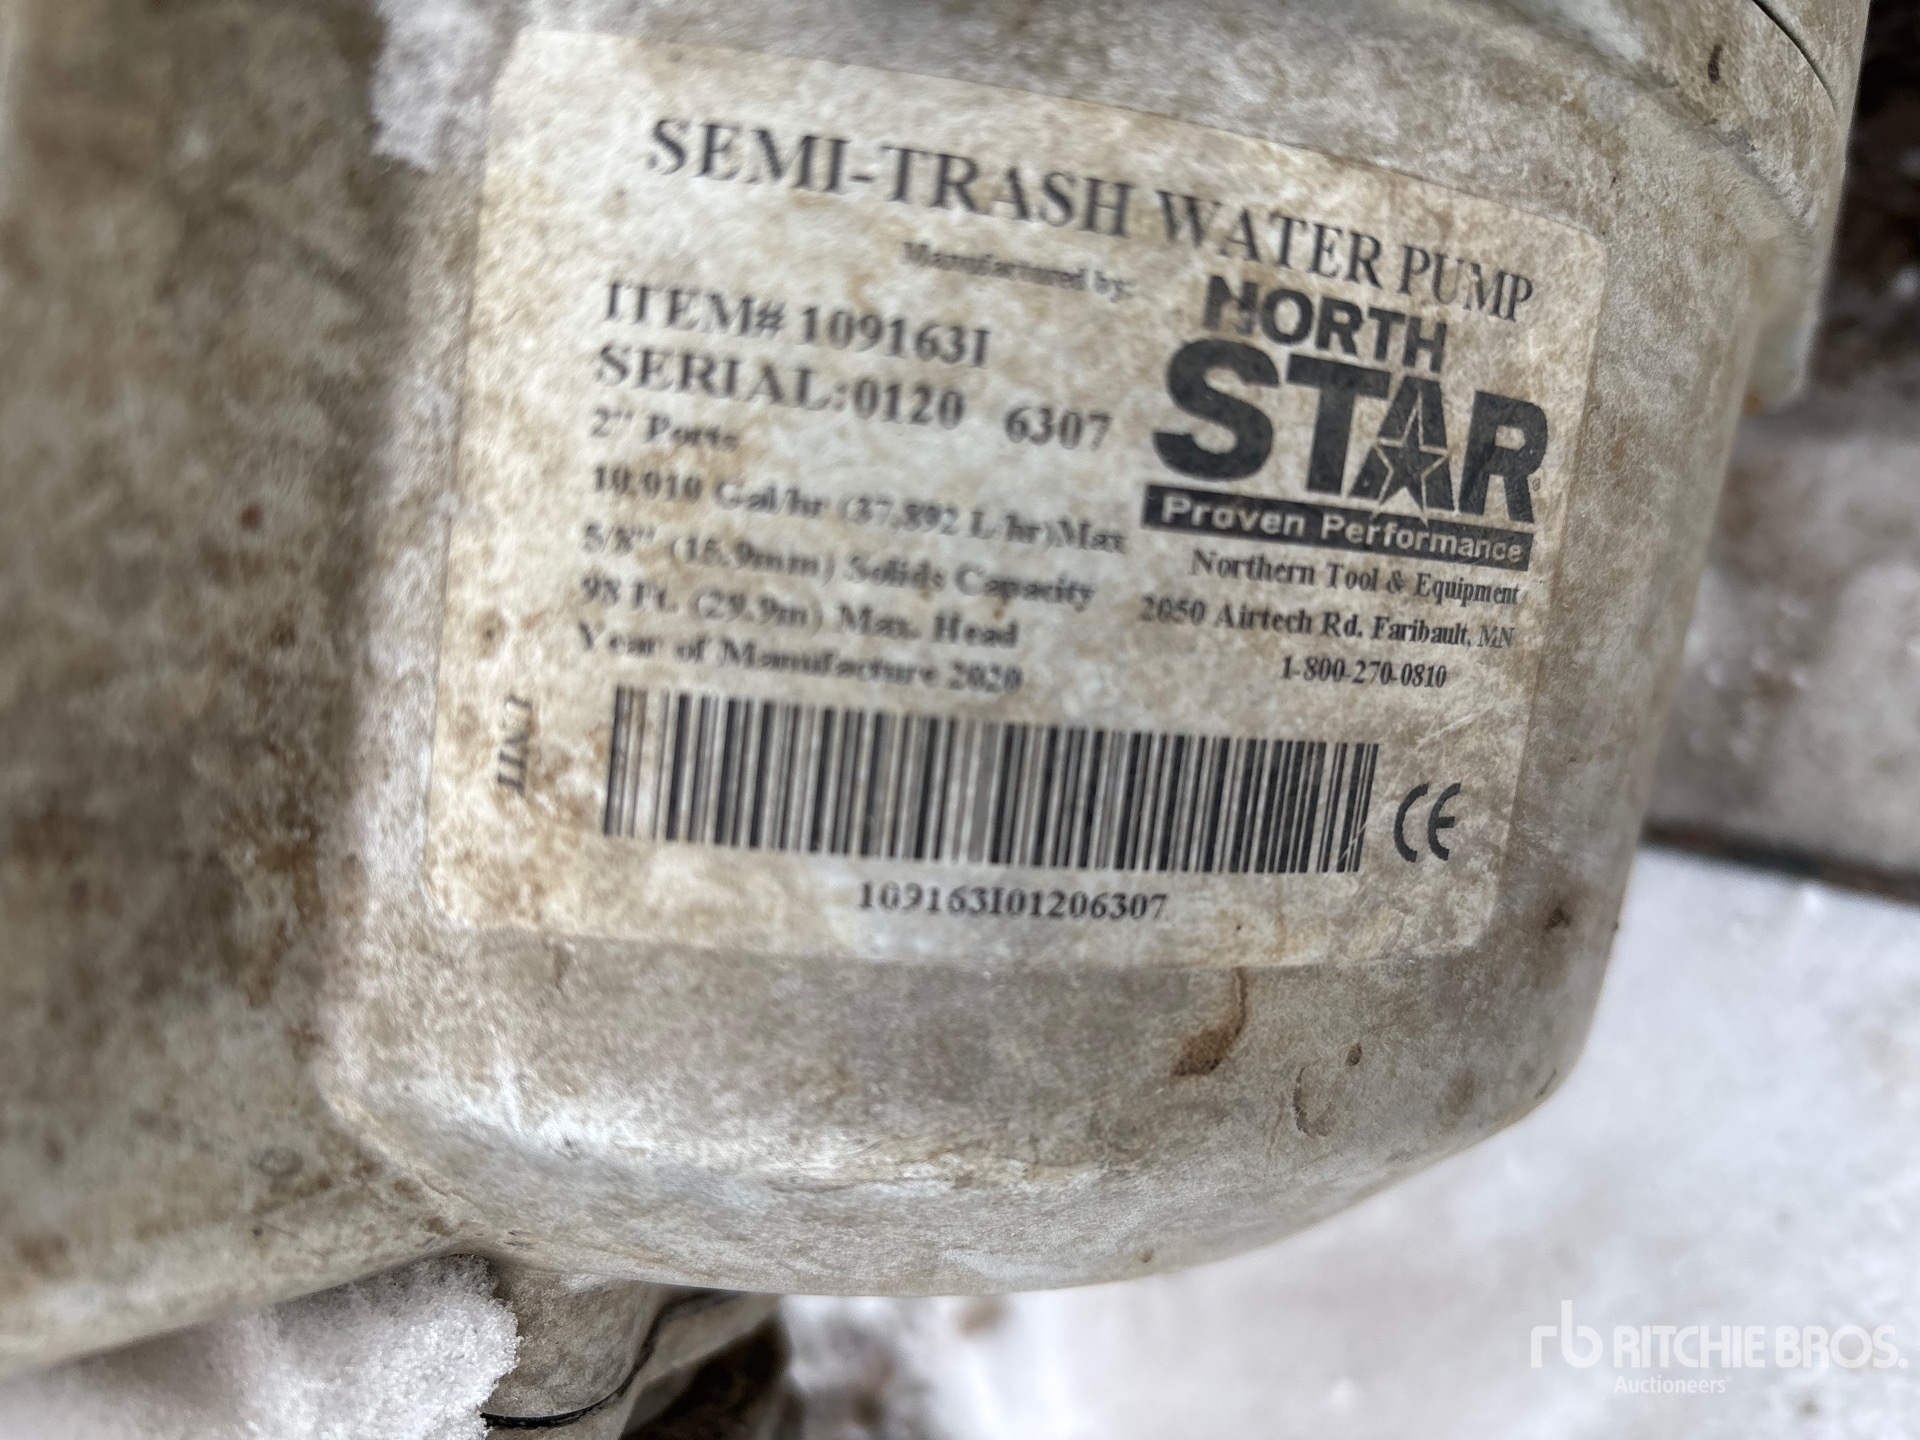 SEMI-TRASH WATER PUMP
Manufactured by:
ITEM# 109163I
SERIAL:0120 6307
2" Ports
10,010 Gal/hr (37,892 L/hr)Max
5/8" (15.9mm) Solids Capacity
98 Ft. (29.9m) Max. Head
Year of Manufacture 2020
NORTH
STAR
Proven Performance
Northern Tool & Equipment
2050 Airtech Rd. Faribault, MN
1-800-270-0810
UNIT
CE
109163I01206307
rb RITCHIE BROS.
Auctioneers